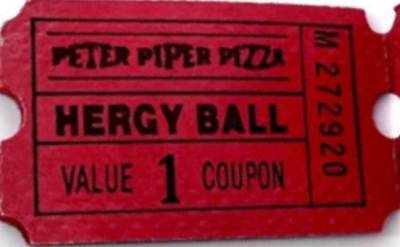 PETER PIPER PIZZA
HERGY BALL
VALUE 1 COUPON
M 272920